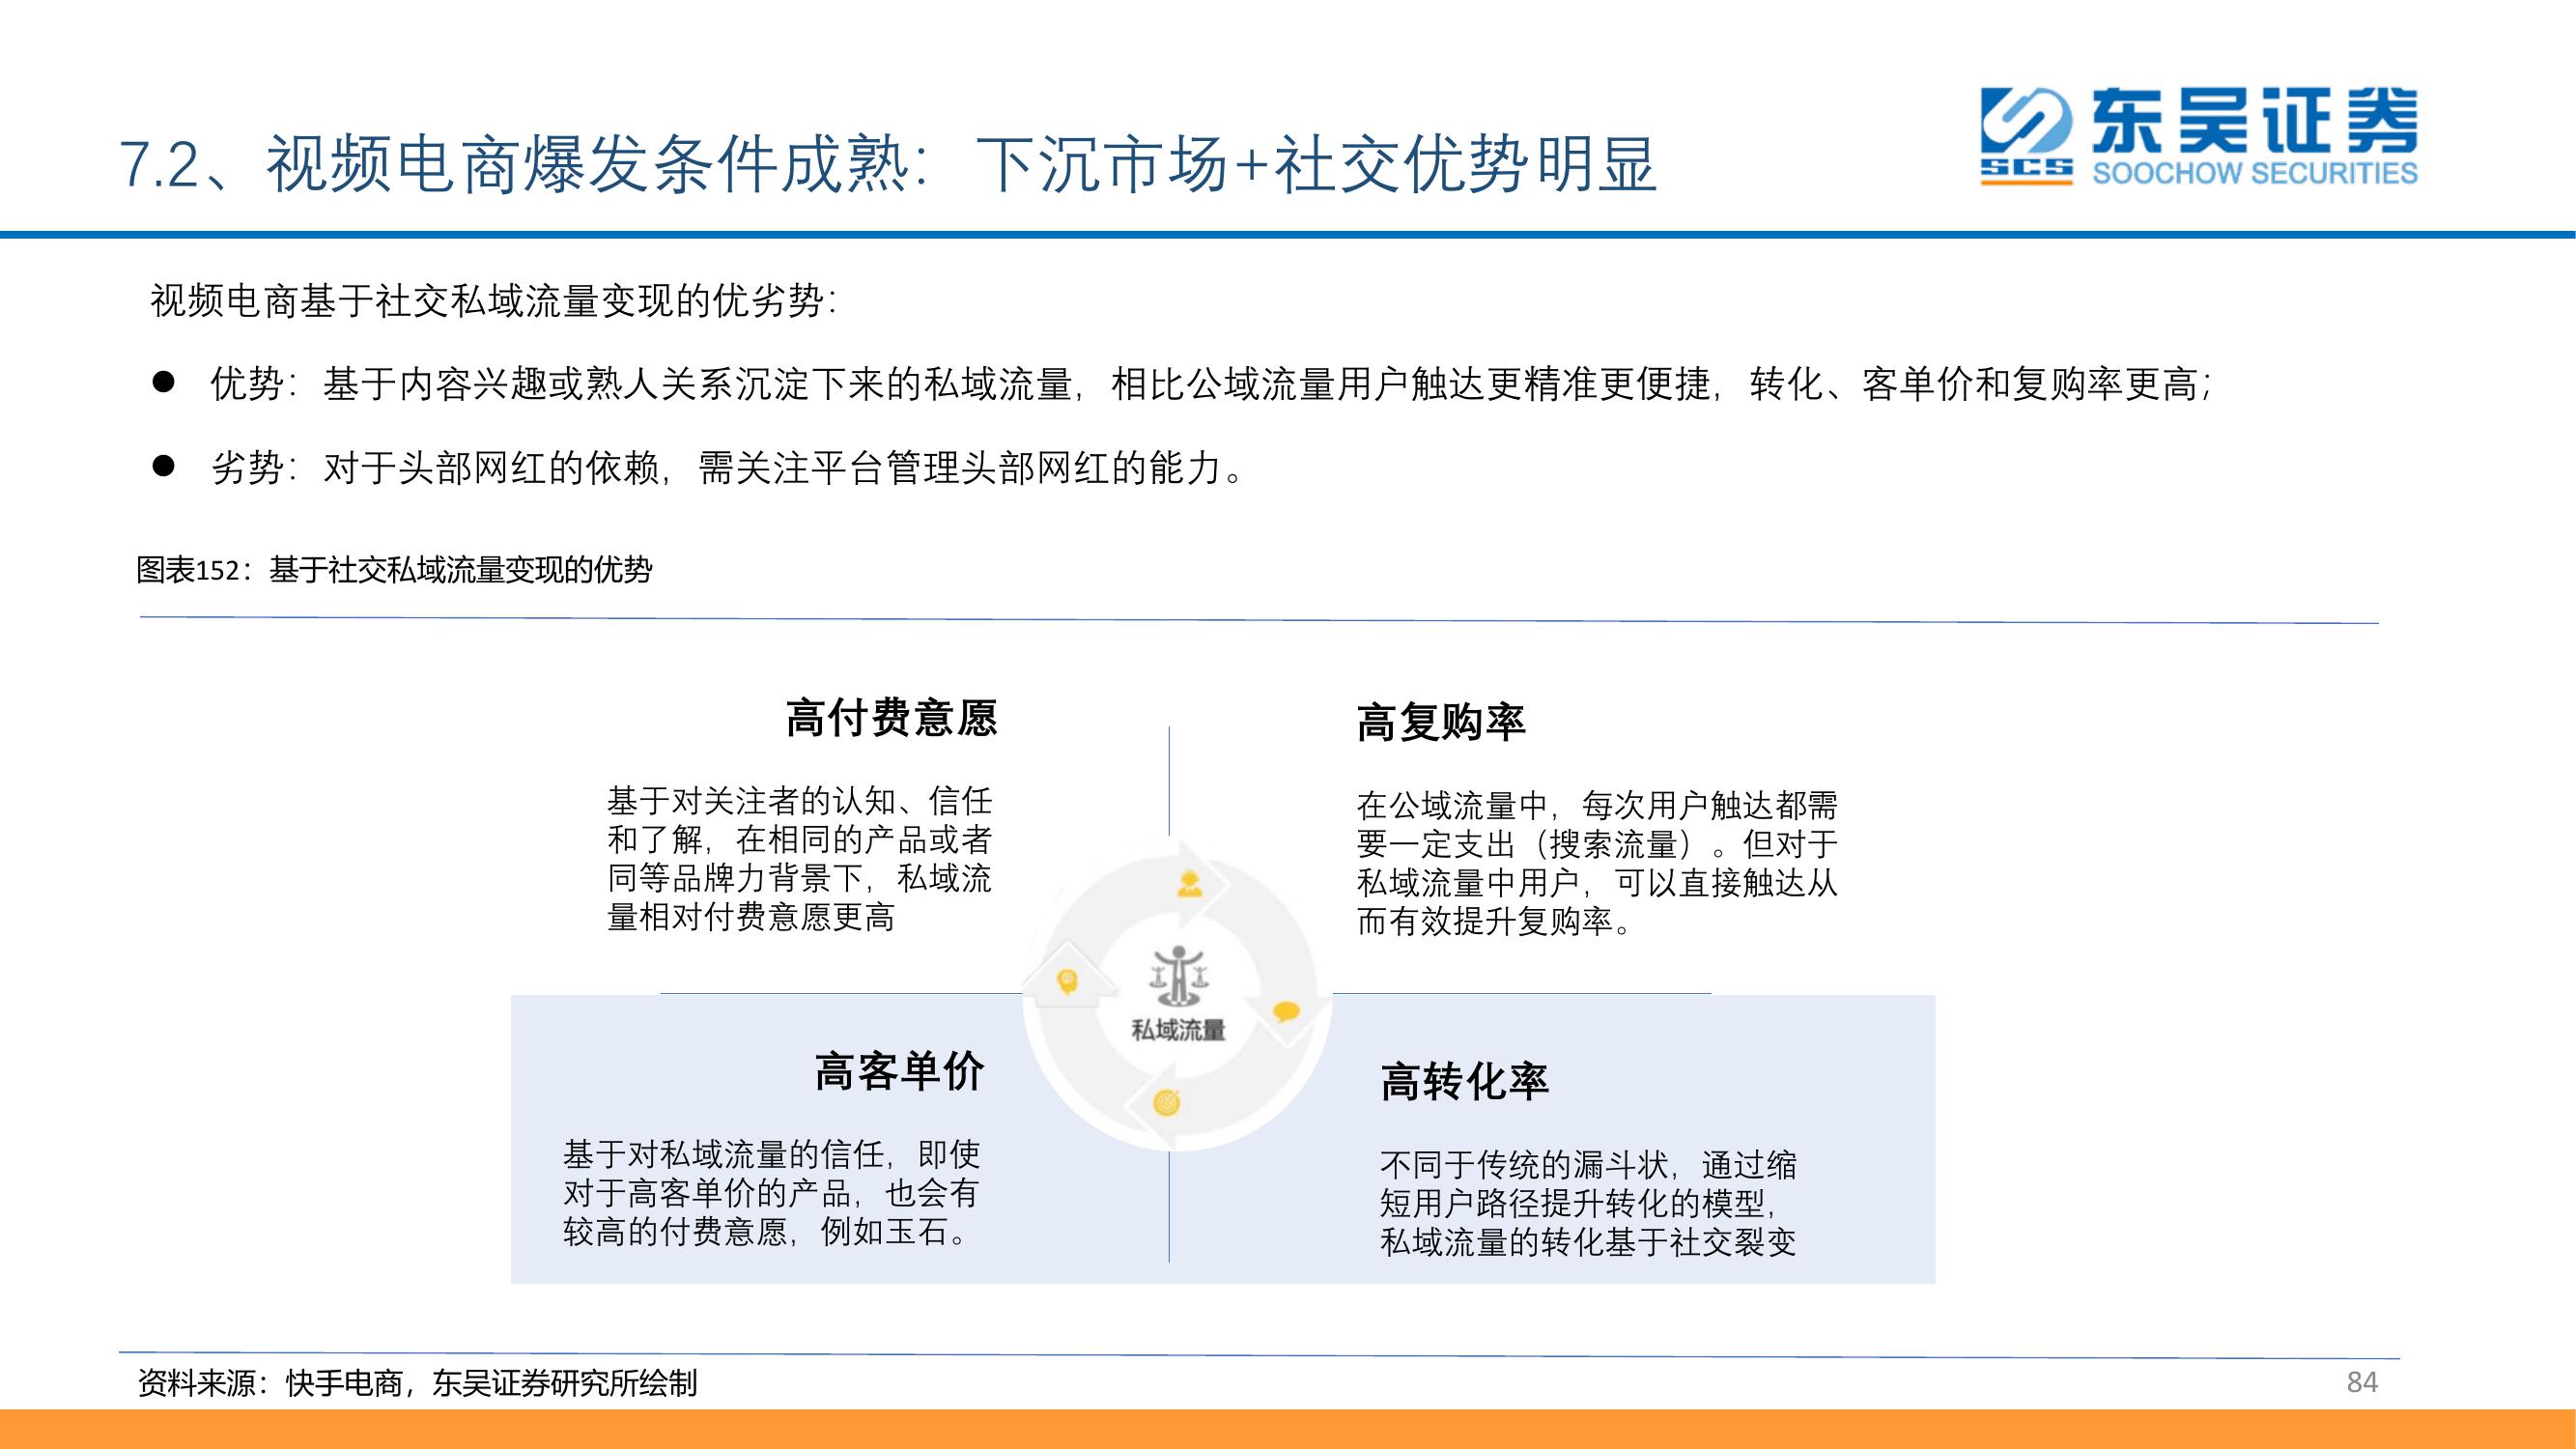 7.2、视频电商爆发条件成熟：下沉市场+社交优势明显
东吴证券
SCS
SOOCHOW SECURITIES
视频电商基于社交私域流量变现的优劣势：
● 优势：基于内容兴趣或熟人关系沉淀下来的私域流量，相比公域流量用户触达更精准更便捷，转化、客单价和复购率更高；
● 劣势：对于头部网红的依赖，需关注平台管理头部网红的能力。
图表152：基于社交私域流量变现的优势
高付费意愿
基于对关注者的认知、信任
和了解，在相同的产品或者
同等品牌力背景下，私域流
量相对付费意愿更高
高复购率
在公域流量中，每次用户触达都需
要一定支出（搜索流量）。但对于
私域流量中用户，可以直接触达从
而有效提升复购率。
私域流量
高客单价
基于对私域流量的信任，即使
对于高客单价的产品，也会有
较高的付费意愿，例如玉石。
高转化率
不同于传统的漏斗状，通过缩
短用户路径提升转化的模型，
私域流量的转化基于社交裂变
资料来源：快手电商，东吴证券研究所绘制
84